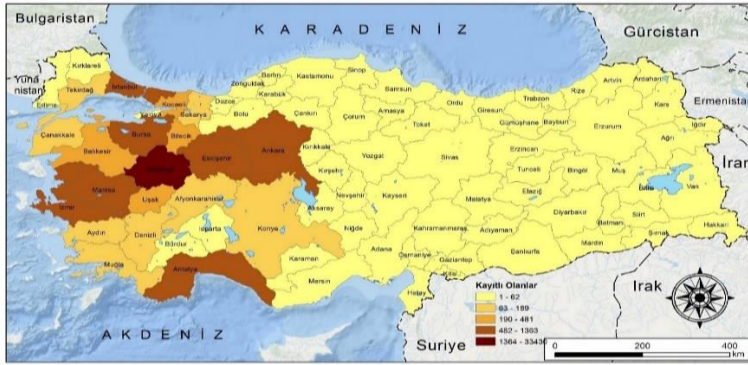 Bulgaristan
K A R A D E N İ Z
Gürcistan
Yuna
nistan
Ermenistan
İran
Irak
Suriye
A K D E N İ Z
Kırklareli
Edirne
Tekirdağ
İstanbul
Kocaeli
Yalova
Sakarya
Düzce
Zonguldak
Bartın
Karabük
Kastamonu
Sinop
Samsun
Ordu
Giresun
Trabzon
Rize
Artvin
Ardahan
Kars
Bolu
Çankırı
Çorum
Amasya
Tokat
Gümüşhane
Bayburt
Erzurum
Ağrı
Iğdır
Çanakkale
Balıkesir
Bursa
Bilecik
Eskişehir
Ankara
Kırıkkale
Yozgat
Sivas
Erzincan
Tunceli
Bingöl
Muş
Bitlis
Van
Manisa
İzmir
Uşak
Afyonkarahisar
Kırşehir
Nevşehir
Kayseri
Malatya
Elazığ
Diyarbakır
Batman
Siirt
Hakkari
Şırnak
Mardin
Aydın
Denizli
Burdur
Isparta
Konya
Aksaray
Niğde
Kahramanmaraş
Adıyaman
Şanlıurfa
Muğla
Antalya
Karaman
Mersin
Adana
Osmaniye
Gaziantep
Kilis
Hatay
Kayıtlı Olanlar
1 - 62
63 - 189
190 - 481
482 - 1363
1364 - 33430
0 200 400
km